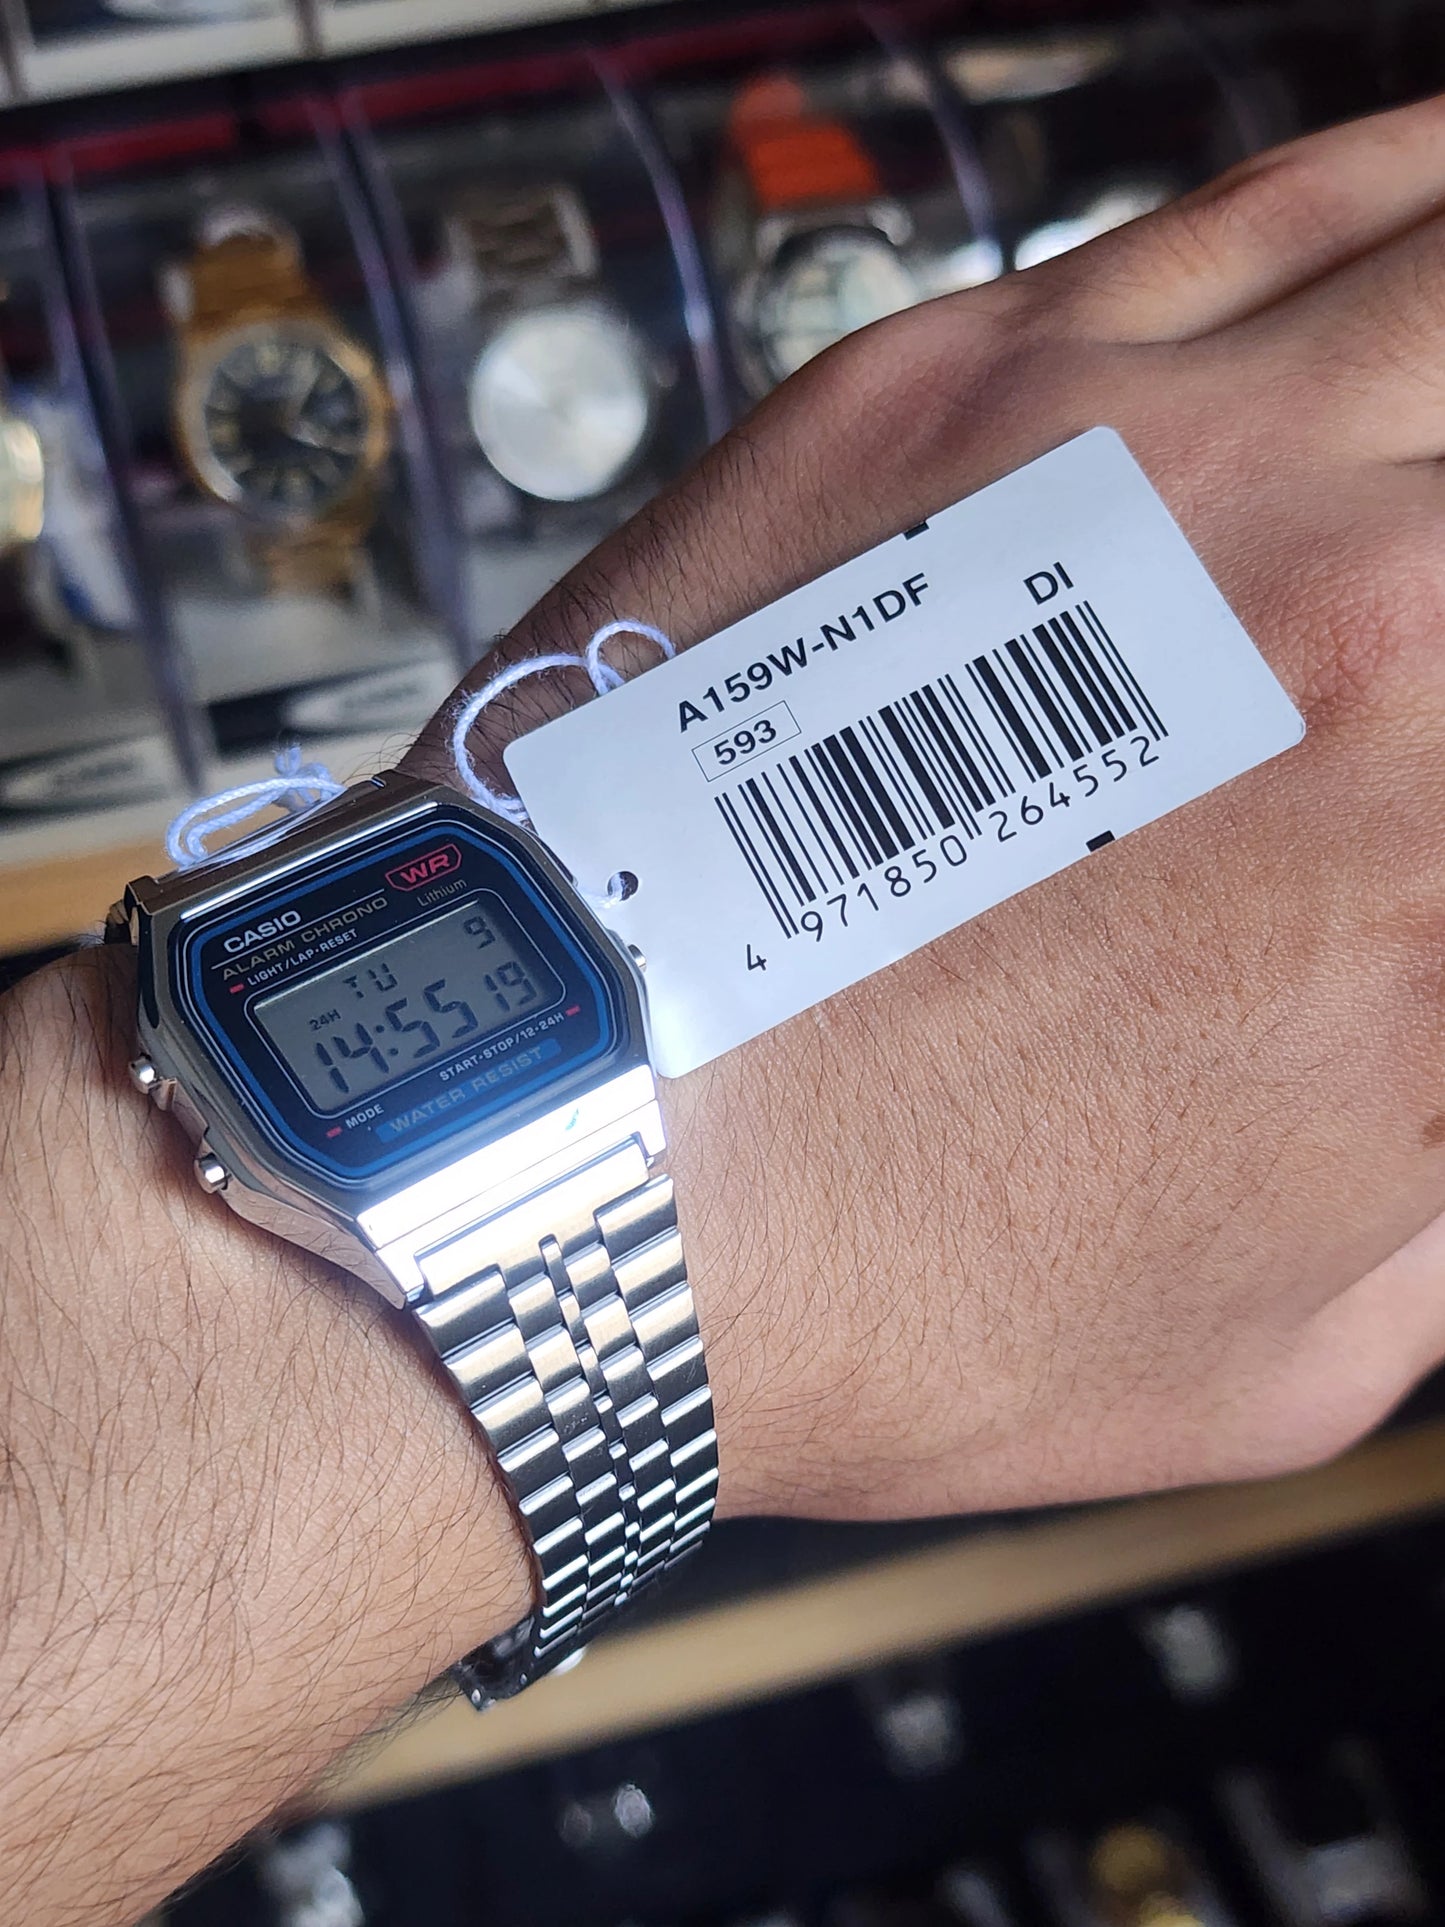 A159W-N1DF DI
593
4 971850 264552
WR
Lithium
CASIO
ALARM CHRONO
LIGHT/LAP•RESET
TU 9
24H
14:55 19
START•STOP/12•24H
MODE
WATER RESIST